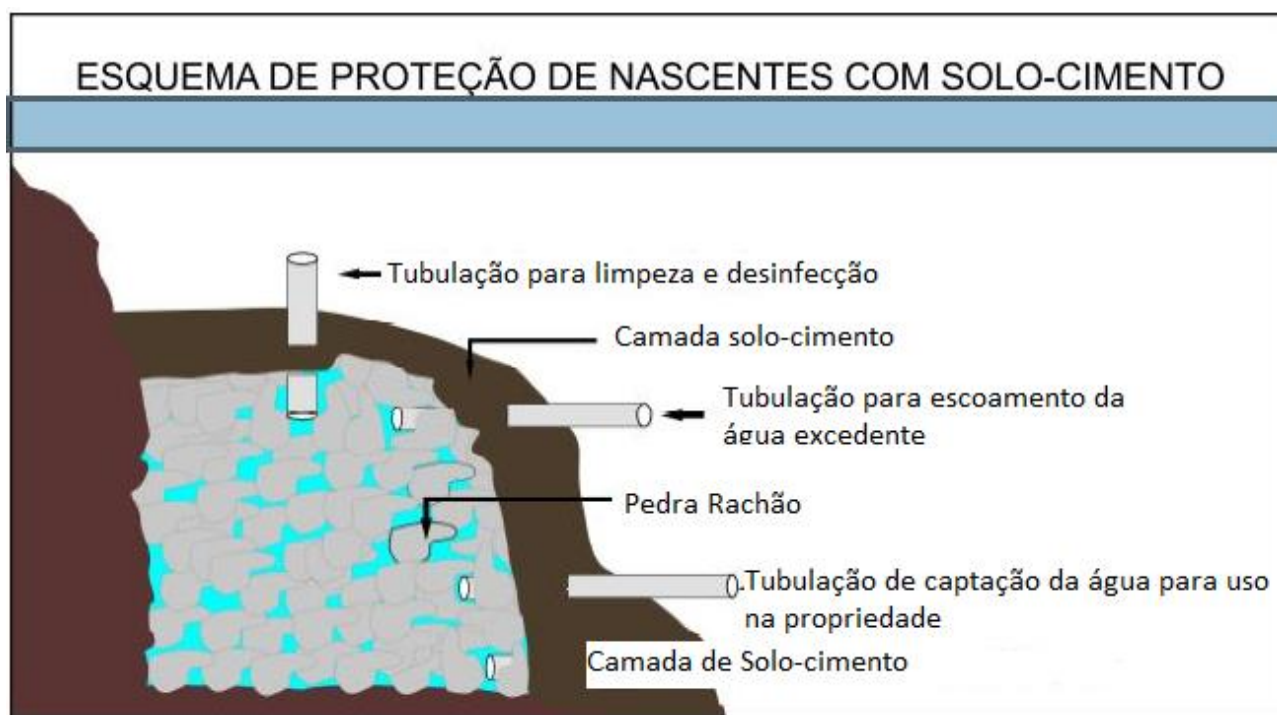 ESQUEMA DE PROTEÇÃO DE NASCENTES COM SOLO-CIMENTO
Tubulação para limpeza e desinfecção
Camada solo-cimento
Tubulação para escoamento da
água excedente
Pedra Rachão
Tubulação de captação da água para uso
na propriedade
Camada de Solo-cimento